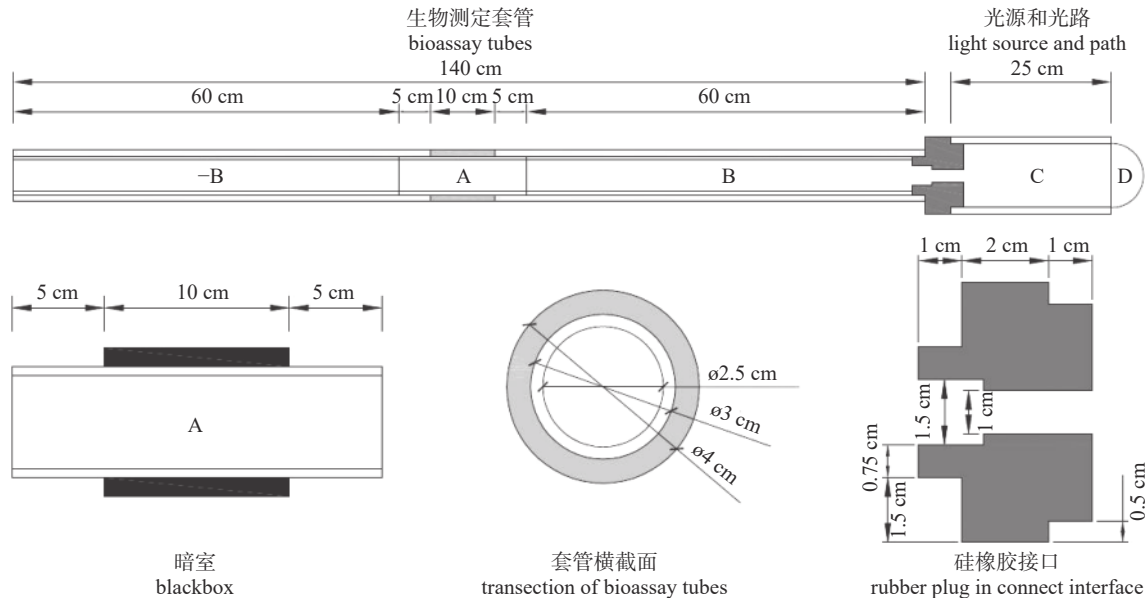 生物测定套管
bioassay tubes
光源和光路
light source and path
140 cm
25 cm
60 cm
5 cm
10 cm
5 cm
60 cm
−B
A
B
C
D
5 cm
10 cm
5 cm
A
ø2.5 cm
ø3 cm
ø4 cm
1 cm
2 cm
1 cm
1.5 cm
1 cm
0.75 cm
1.5 cm
0.5 cm
暗室
blackbox
套管横截面
transection of bioassay tubes
硅橡胶接口
rubber plug in connect interface